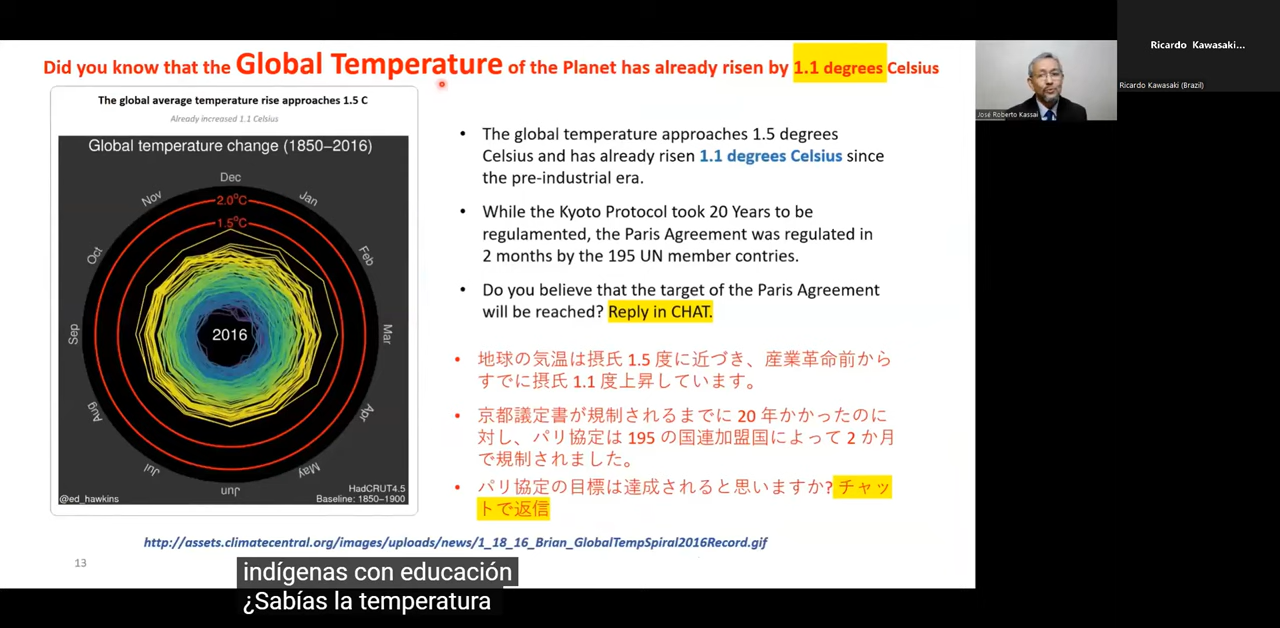 Ricardo Kawasaki...
Ricardo Kawasaki (Brazil)
José Roberto Kassai
Did you know that the Global Temperature of the Planet has already risen by 1.1 degrees Celsius
The global average temperature rise approaches 1.5 C
Already increased 1.1 Celsius
Global temperature change (1850–2016)
Dec
Jan
Feb
Mar
Apr
May
Jun
Jul
Aug
Sep
Oct
Nov
2.0°C
1.5°C
2016
@ed_hawkins
HadCRUT4.5
Baseline: 1850-1900
• The global temperature approaches 1.5 degrees
Celsius and has already risen 1.1 degrees Celsius since
the pre-industrial era.
• While the Kyoto Protocol took 20 Years to be
regulamented, the Paris Agreement was regulated in
2 months by the 195 UN member contries.
• Do you believe that the target of the Paris Agreement
will be reached? Reply in CHAT.
• 地球の気温は摂氏 1.5 度に近づき、産業革命前から
すでに摂氏 1.1 度上昇しています。
• 京都議定書が規制されるまでに 20 年かかったのに
対し、パリ協定は 195 の国連加盟国によって 2 か月
で規制されました。
• パリ協定の目標は達成されると思いますか? チャッ
トで返信
http://assets.climatecentral.org/images/uploads/news/1_18_16_Brian_GlobalTempSpiral2016Record.gif
13
indígenas con educación
¿Sabías la temperatura